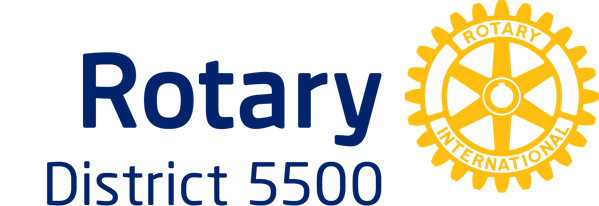 Rotary
District 5500
ROTARY
INTERNATIONAL